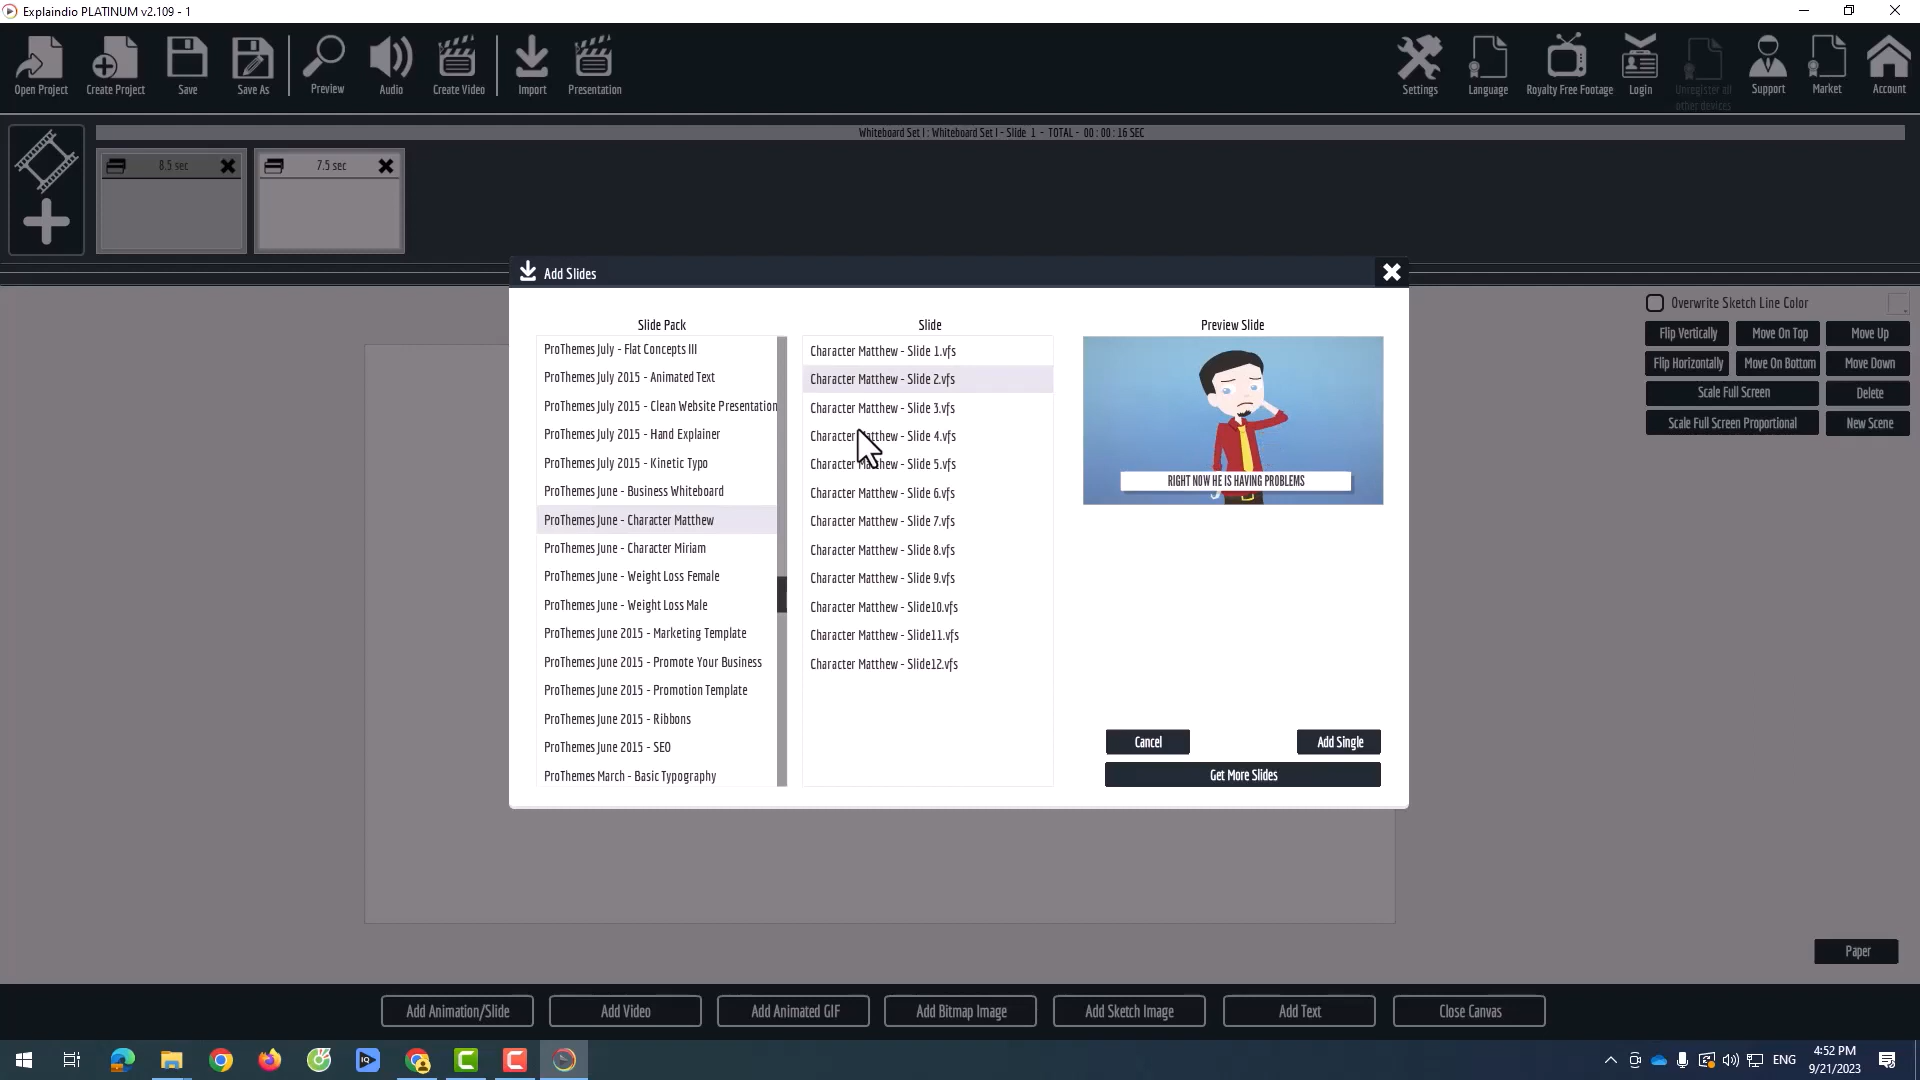 Explaindio PLATINUM v2.109 - 1
Open Project
Create Project
Save
Save As
Preview
Audio
Create Video
Import
Presentation
Settings
Language
Royalty Free Footage
Login
Unregister all
other devices
Support
Market
Account
Whiteboard Set I : Whiteboard Set I - Slide 1 - TOTAL - 00 : 00 : 16 SEC
8.5 sec
7.5 sec
Add Slides
Slide Pack
ProThemes July - Flat Concepts III
ProThemes July 2015 - Animated Text
ProThemes July 2015 - Clean Website Presentation
ProThemes July 2015 - Hand Explainer
ProThemes July 2015 - Kinetic Typo
ProThemes June - Business Whiteboard
ProThemes June - Character Matthew
ProThemes June - Character Miriam
ProThemes June - Weight Loss Female
ProThemes June - Weight Loss Male
ProThemes June 2015 - Marketing Template
ProThemes June 2015 - Promote Your Business
ProThemes June 2015 - Promotion Template
ProThemes June 2015 - Ribbons
ProThemes June 2015 - SEO
ProThemes March - Basic Typography
Slide
Character Matthew - Slide 1.vfs
Character Matthew - Slide 2.vfs
Character Matthew - Slide 3.vfs
Character Matthew - Slide 4.vfs
Character Matthew - Slide 5.vfs
Character Matthew - Slide 6.vfs
Character Matthew - Slide 7.vfs
Character Matthew - Slide 8.vfs
Character Matthew - Slide 9.vfs
Character Matthew - Slide10.vfs
Character Matthew - Slide11.vfs
Character Matthew - Slide12.vfs
Preview Slide
RIGHT NOW HE IS HAVING PROBLEMS
Cancel
Add Single
Get More Slides
Overwrite Sketch Line Color
Flip Vertically
Move On Top
Move Up
Flip Horizontally
Move On Bottom
Move Down
Scale Full Screen
Delete
Scale Full Screen Proportional
New Scene
Paper
Add Animation/Slide
Add Video
Add Animated GIF
Add Bitmap Image
Add Sketch Image
Add Text
Close Canvas
ENG
4:52 PM
9/21/2023